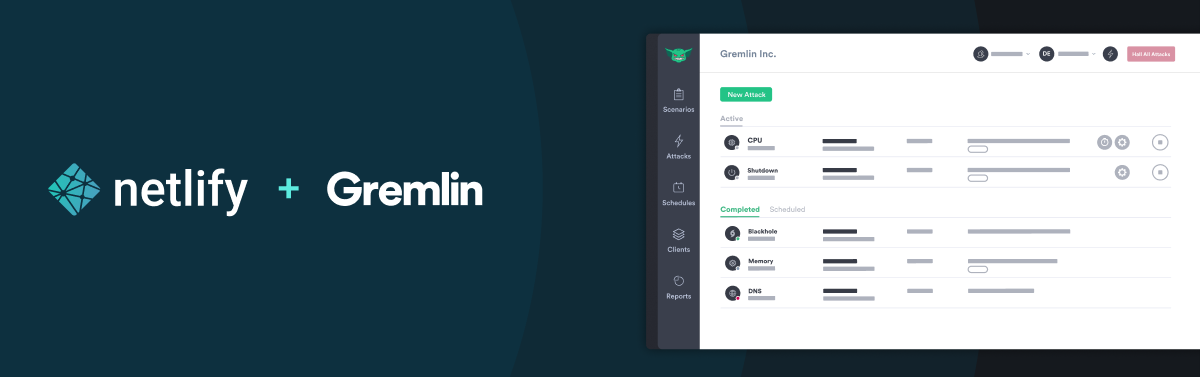 netlify + Gremlin
Gremlin Inc.
DE
Halt All Attacks
New Attack
Scenarios
Attacks
Schedules
Clients
Reports
Active
CPU
Shutdown
Completed Scheduled
Blackhole
Memory
DNS